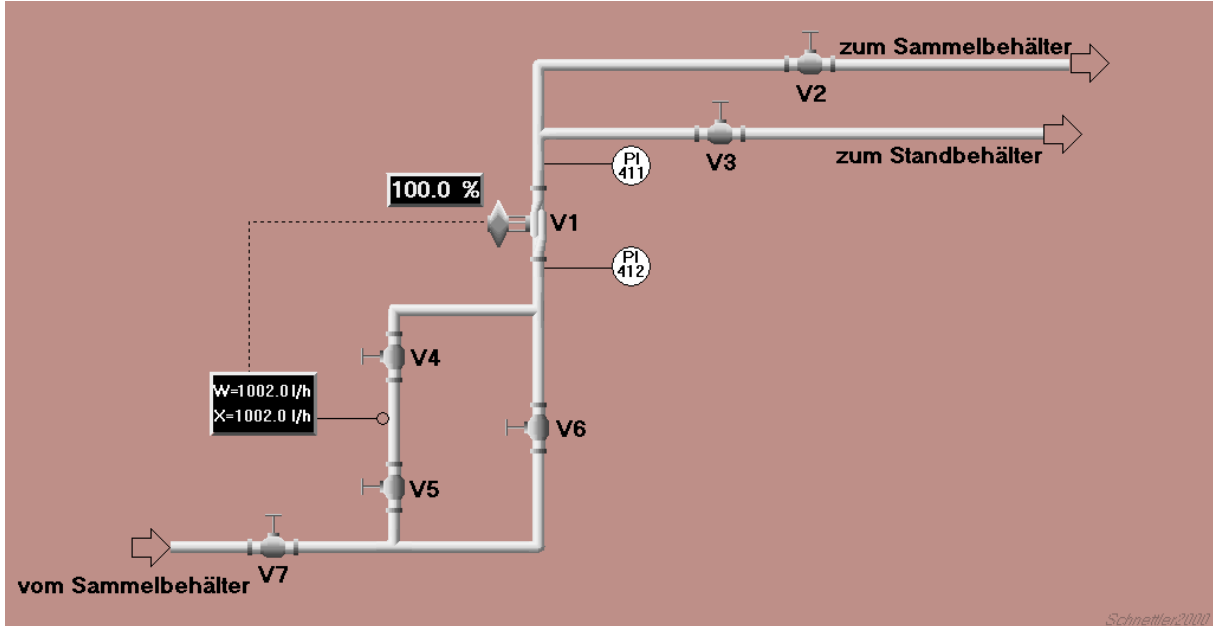 zum Sammelbehälter
V2
V3
zum Standbehälter
PI
411
100.0 %
V1
PI
412
V4
W=1002.0 l/h
X=1002.0 l/h
V6
V5
V7
vom Sammelbehälter
Schnettler2000